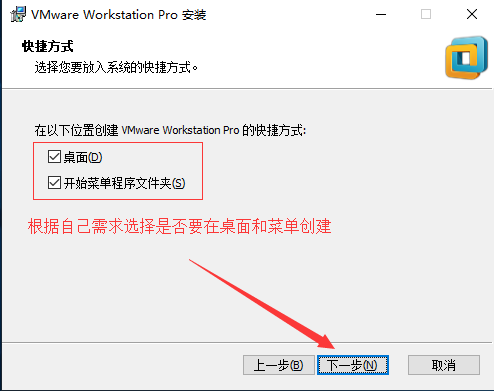 VMware Workstation Pro 安装
快捷方式
选择您要放入系统的快捷方式。
在以下位置创建 VMware Workstation Pro 的快捷方式:
桌面(D)
开始菜单程序文件夹(S)
根据自己需求选择是否要在桌面和菜单创建
上一步(B) 下一步(N) 取消